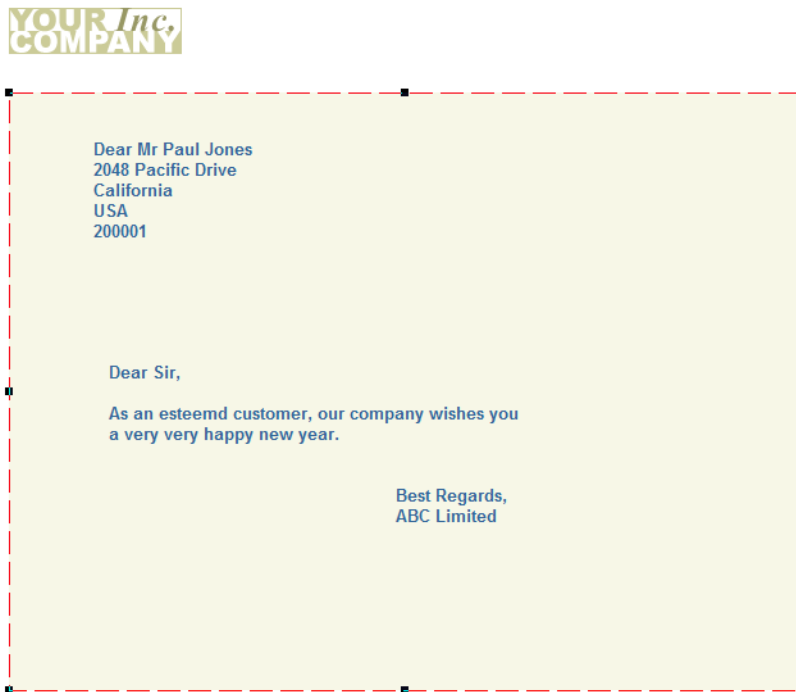 YOUR Inc.
COMPANY
Dear Mr Paul Jones
2048 Pacific Drive
California
USA
200001
Dear Sir,
As an esteemd customer, our company wishes you
a very very happy new year.
Best Regards,
ABC Limited